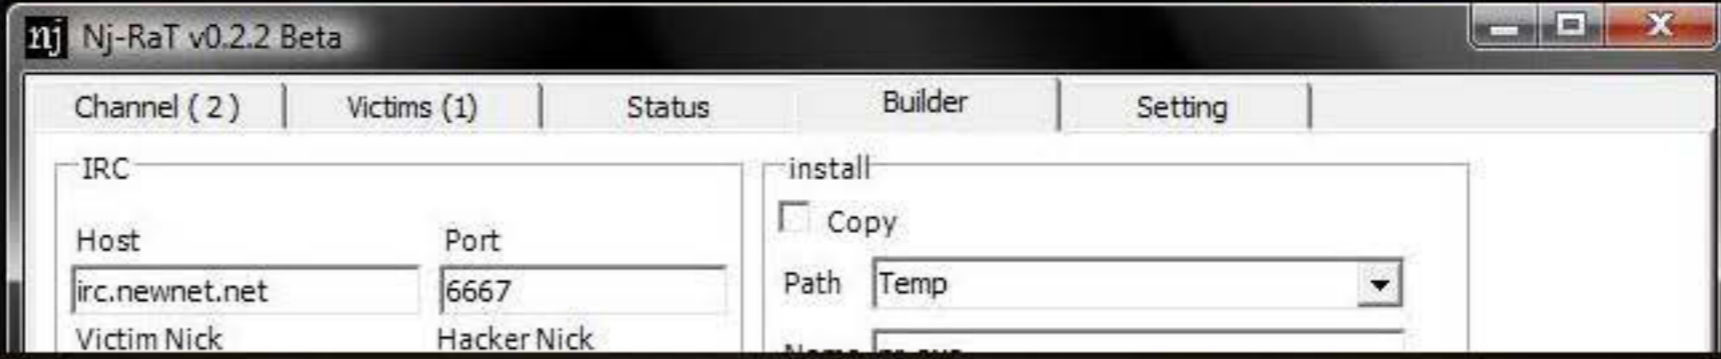 nj Nj-RaT v0.2.2 Beta
Channel ( 2 ) Victims (1) Status Builder Setting
IRC
Host Port
irc.newnet.net 6667
Victim Nick Hacker Nick
install
Copy
Path Temp